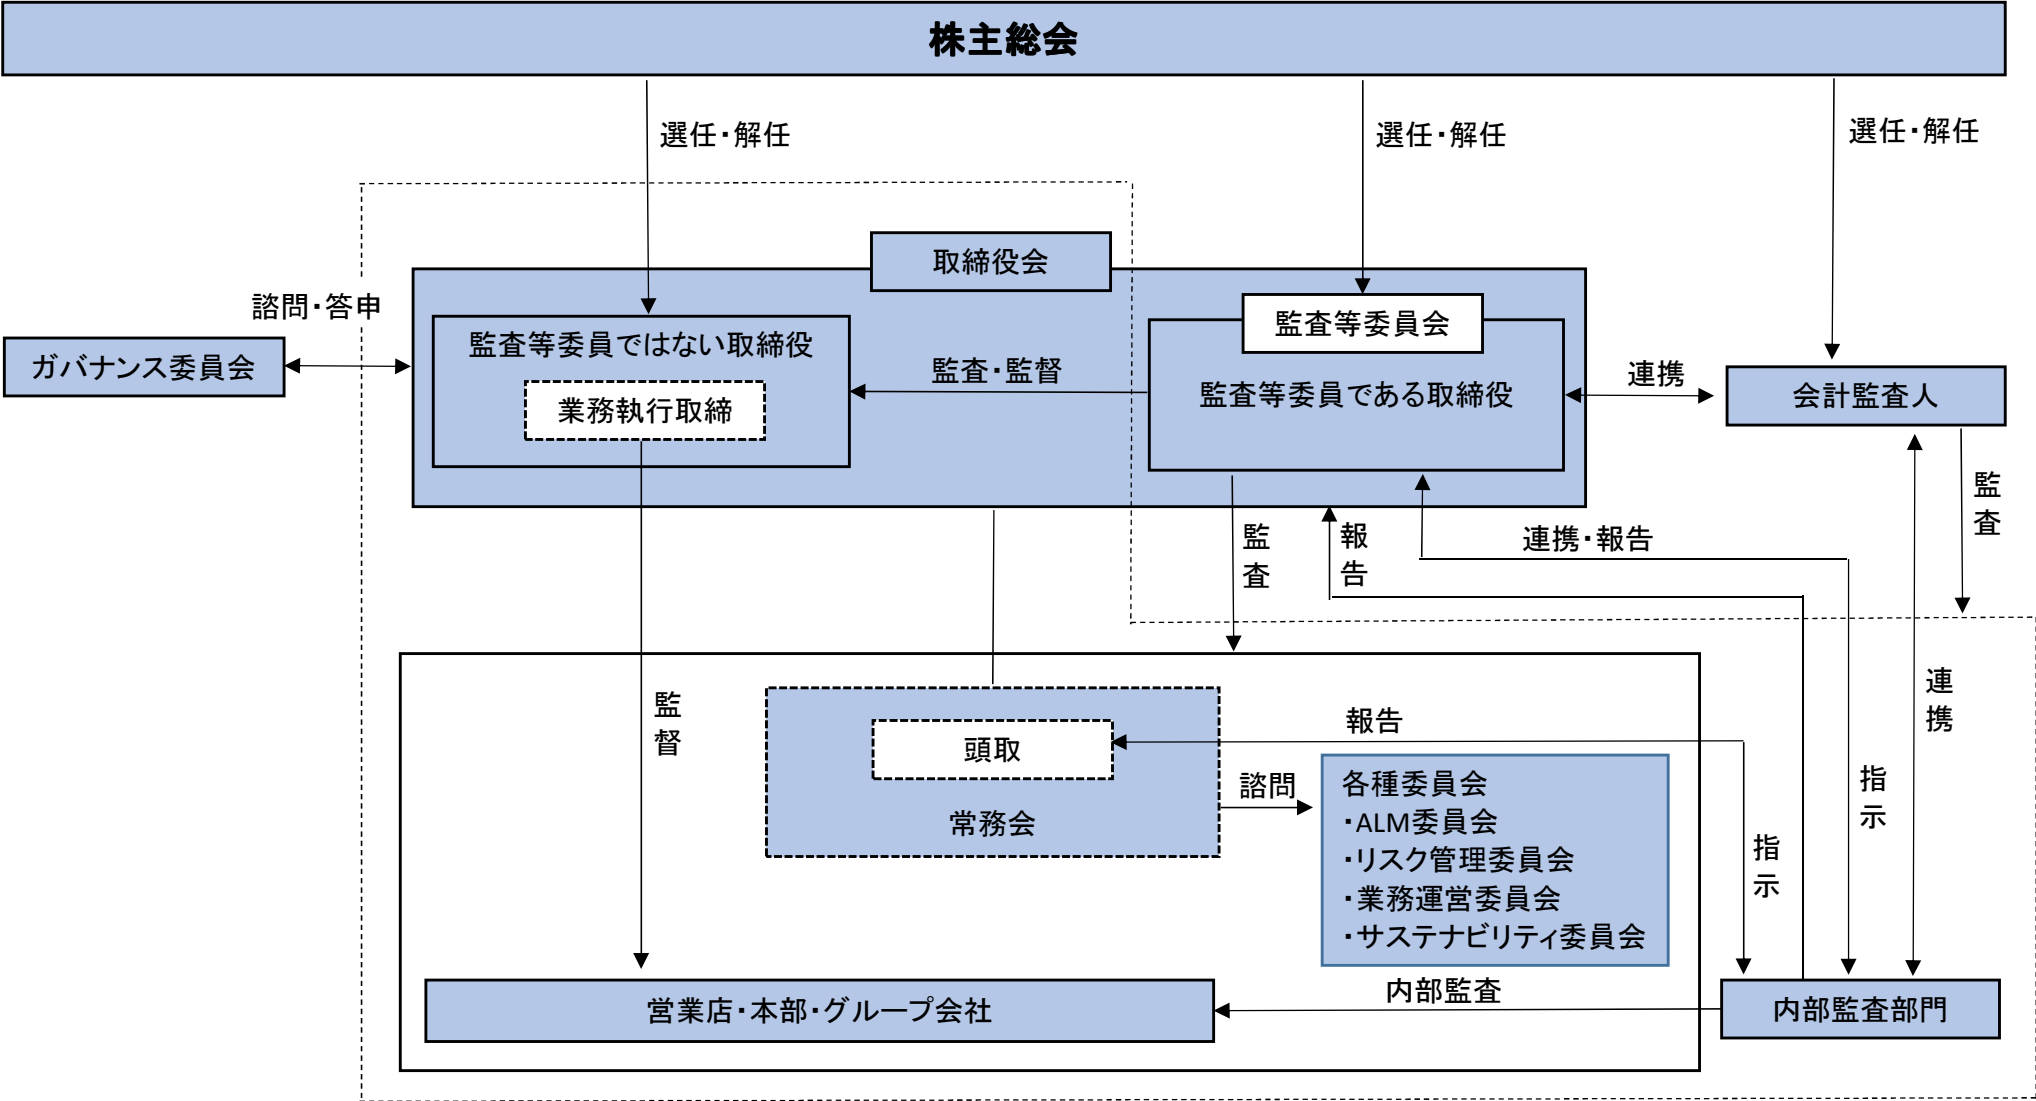 株主総会
選任・解任
選任・解任
選任・解任
取締役会
諮問・答申
監査等委員会
監査等委員ではない取締役
ガバナンス委員会
監査・監督
連携
監査等委員である取締役
会計監査人
業務執行取締
監査
監査
報告
連携・報告
監督
連携
報告
頭取
諮問
常務会
各種委員会
・ALM委員会
・リスク管理委員会
・業務運営委員会
・サステナビリティ委員会
指示
指示
内部監査
営業店・本部・グループ会社
内部監査部門